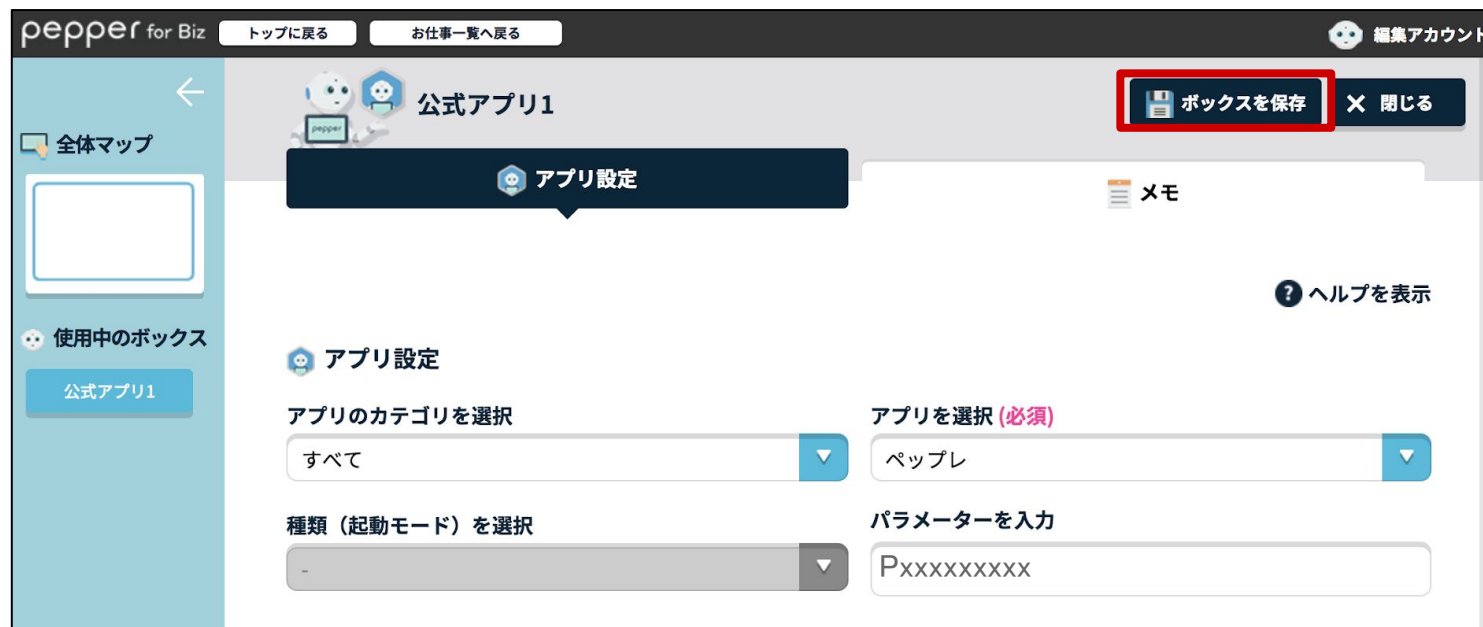 pepper for Biz トップに戻る お仕事一覧へ戻る 編集アカウント
公式アプリ1 ボックスを保存 × 閉じる
pepper
全体マップ
アプリ設定 メモ
? ヘルプを表示
使用中のボックス
公式アプリ1
アプリ設定
アプリのカテゴリを選択 アプリを選択 (必須)
すべて ペップレ
種類（起動モード）を選択 パラメーターを入力
- Pxxxxxxxxx